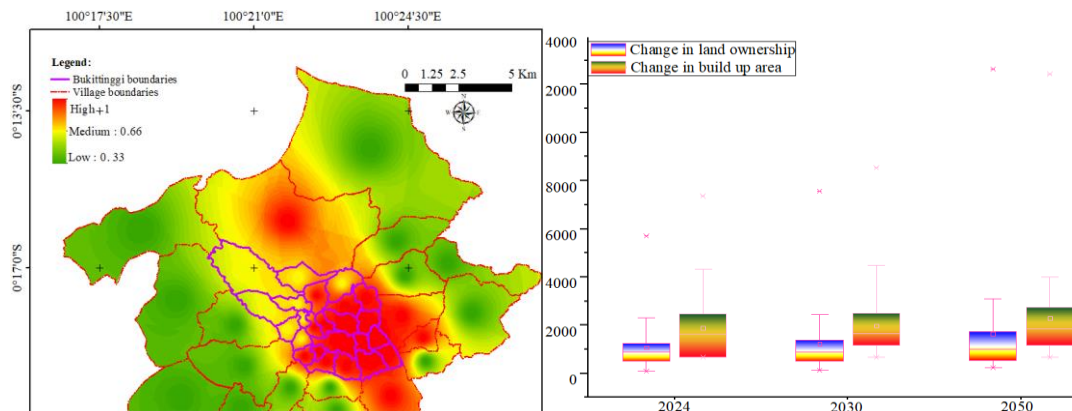 100°17'30"E 100°21'0"E 100°24'30"E
0°13'30"S
0°17'0"S
Legend:
Bukittinggi boundaries
Village boundaries
High+1
Medium : 0.66
Low : 0.33
0 1.25 2.5 5 Km
N
W E
S
Change in land ownership
Change in build up area
4000
2000
0000
8000
6000
4000
2000
0
2024 2030 2050